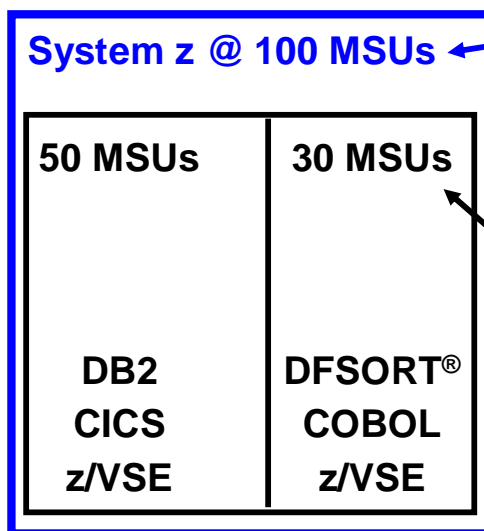 System z @ 100 MSUs
50 MSUs
DB2
CICS
z/VSE
30 MSUs
DFSORT®
COBOL
z/VSE